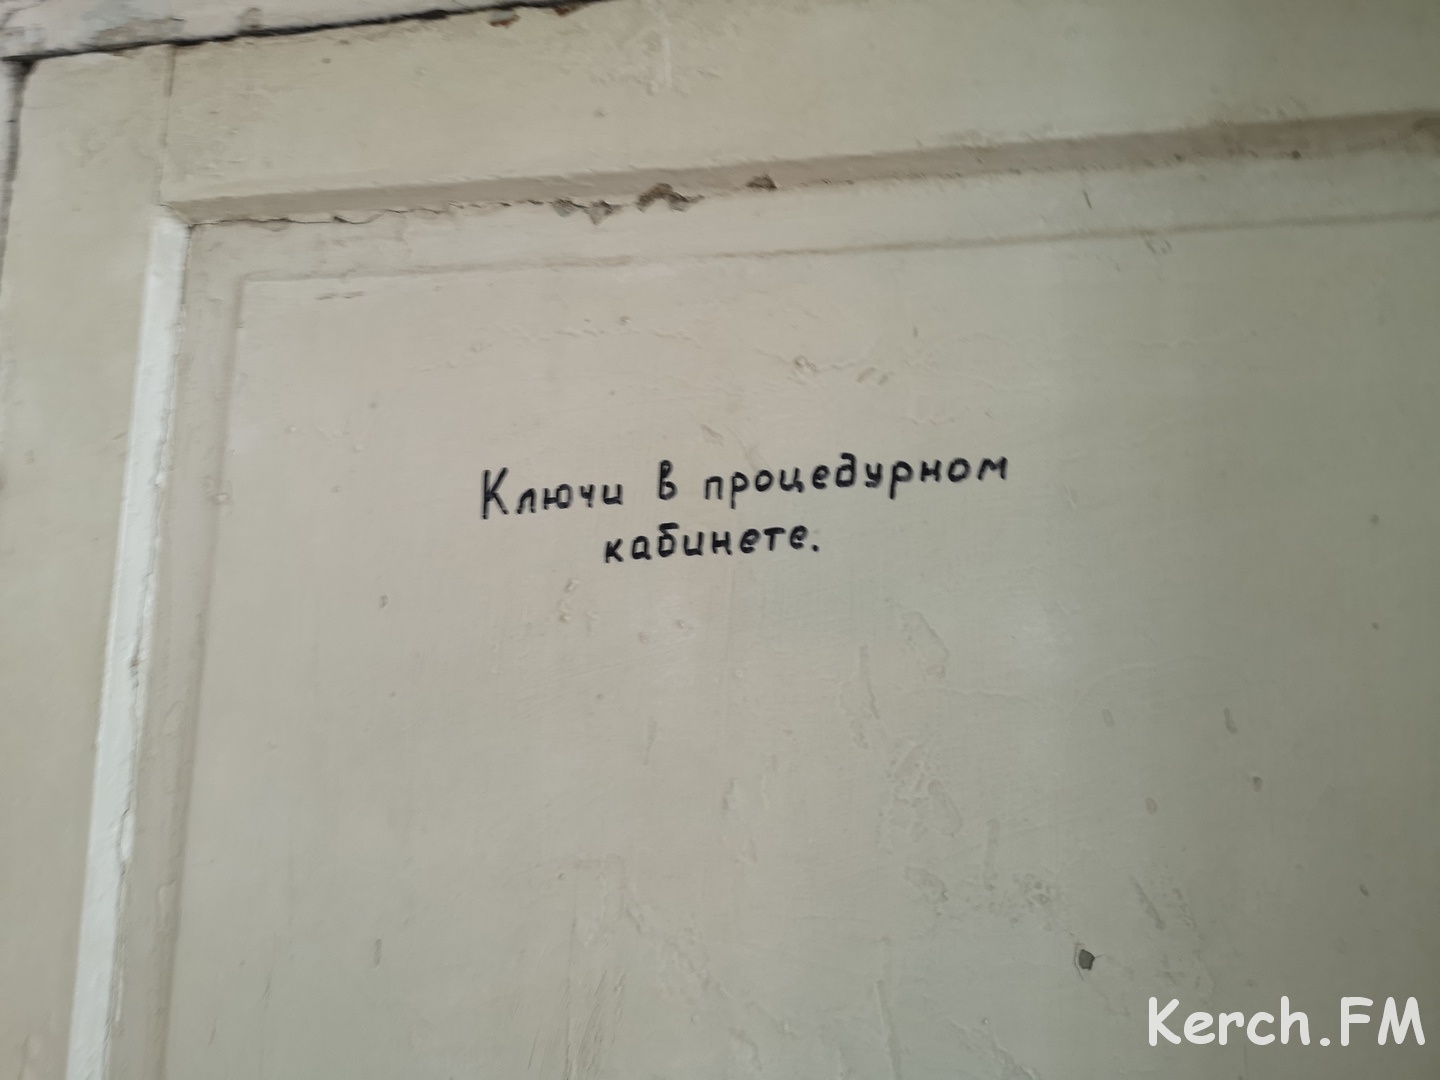 Ключи в процедурном
кабинете.
Kerch.FM